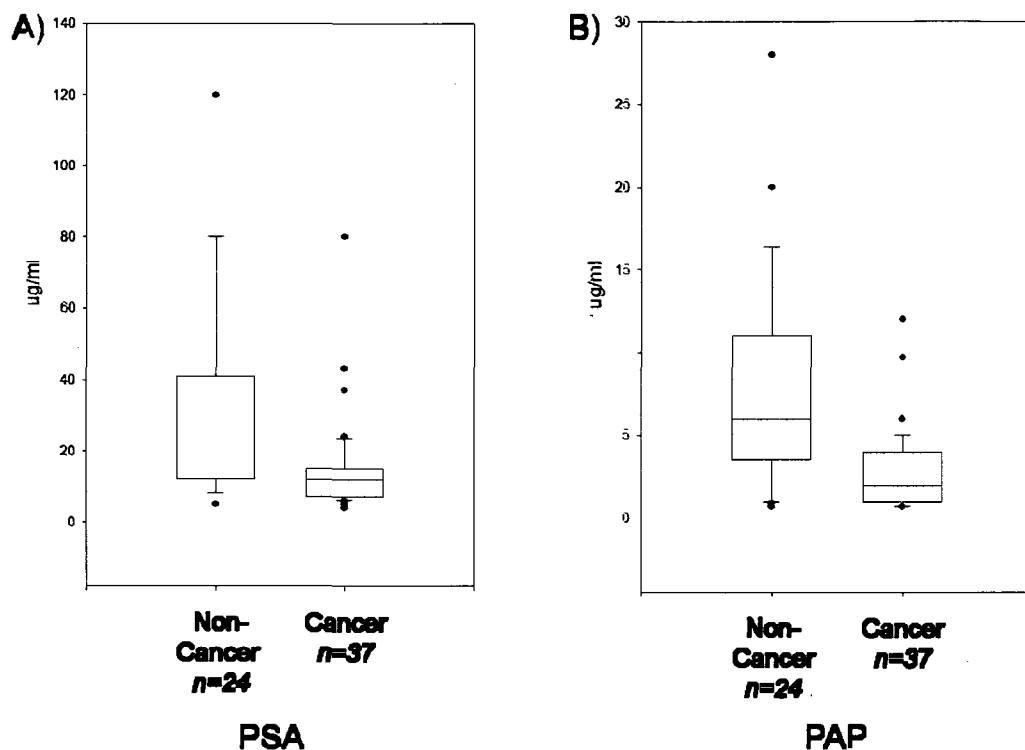 A)
140
120
100
80
60
40
20
0
ug/ml
Non-
Cancer
n=24
Cancer
n=37
PSA
B)
30
25
20
15
5
0
ug/ml
Non-
Cancer
n=24
Cancer
n=37
PAP